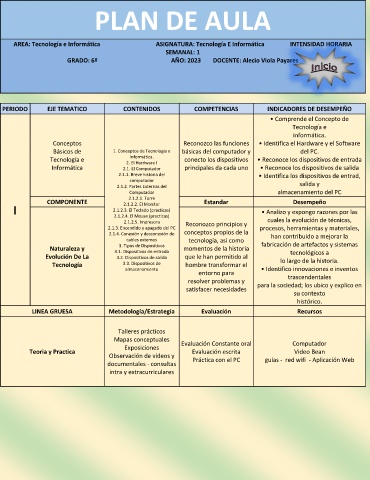 PLAN DE AULA
AREA: Tecnología e Informática ASIGNATURA: Tecnología E Informática INTENSIDAD HORARIA
SEMANAL: 1
GRADO: 6º AÑO: 2023 DOCENTE: Alecio Viola Payares
Inicio
PERIODO EJE TEMATICO CONTENIDOS COMPETENCIAS INDICADORES DE DESEMPEÑO
I
Conceptos
Básicos de
Tecnología e
Informática
1. Conceptos de Tecnología e
Informática.
2. El Hardware I
2.1. El Computador
2.1.1. Breve historia del
computador
2.1.2. Partes Externas del
Computador
2.1.2.1. Torre
2.1.2.2. El Monitor
2.1.2.3. El Teclado (practicas)
2.1.2.4. El Mouse (practicas)
2.1.2.5. Impresora
2.1.3. Encendido e apagado del PC
2.1.4. Conexión y desconexión de
cables externos
3. Tipos de Dispositivos
3.1. Dispositivos de entrada
3.2. Dispositivos de salida
3.3. Dispositivos de
almacenamiento
Reconozco las funciones
básicas del computador y
conecto los dispositivos
principales da cada uno
• Comprende el Concepto de
Tecnología e
Informática.
• Identifica el Hardware y el Software
del PC.
• Reconoce los dispositivos de entrada
• Reconoce los dispositivos de salida
• Identifica los dispositivos de entrad,
salida y
almacenamiento del PC
COMPONENTE Estandar Desempeño
Naturaleza y
Evolución De La
Tecnología
Reconozco principios y
conceptos propios de la
tecnología, así como
momentos de la historia
que le han permitido al
hombre transformar el
entorno para
resolver problemas y
satisfacer necesidades
• Analizo y expongo razones por las
cuales la evolución de técnicas,
procesos, herramientas y materiales,
han contribuido a mejorar la
fabricación de artefactos y sistemas
tecnológicos a
lo largo de la historia.
• Identifico innovaciones e inventos
trascendentales
para la sociedad; los ubico y explico en
su contexto
histórico.
LINEA GRUESA Metodología/Estrategia Evaluación Recursos
Teoria y Practica
Talleres prácticos
Mapas conceptuales
Exposiciones
Observación de videos y
documentales - consultas
intra y extracurriculares
Evaluación Constante oral
Evaluación escrita
Práctica con el PC
Computador
Video Bean
guias - red wifi - Aplicación Web